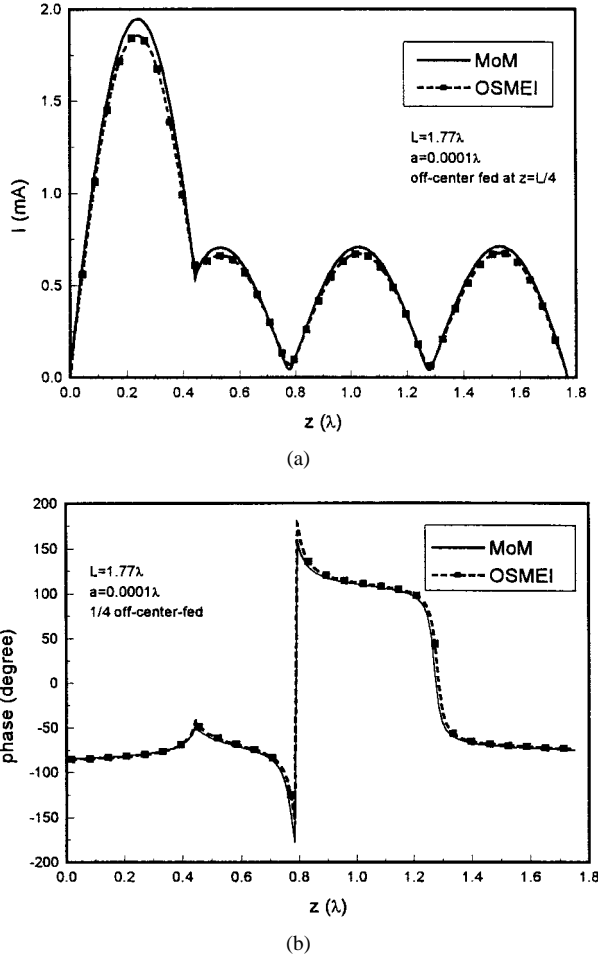 2.0
1.5
1.0
0.5
0.0
I (mA)
MoM
OSMEI
L=1.77λ
a=0.0001λ
off-center fed at z=L/4
0.0 0.2 0.4 0.6 0.8 1.0 1.2 1.4 1.6 1.8
z (λ)
(a)
200
150
100
50
0
-50
-100
-150
-200
phase (degree)
L=1.77λ
a=0.0001λ
1/4 off-center-fed
MoM
OSMEI
0.0 0.2 0.4 0.6 0.8 1.0 1.2 1.4 1.6 1.8
z (λ)
(b)